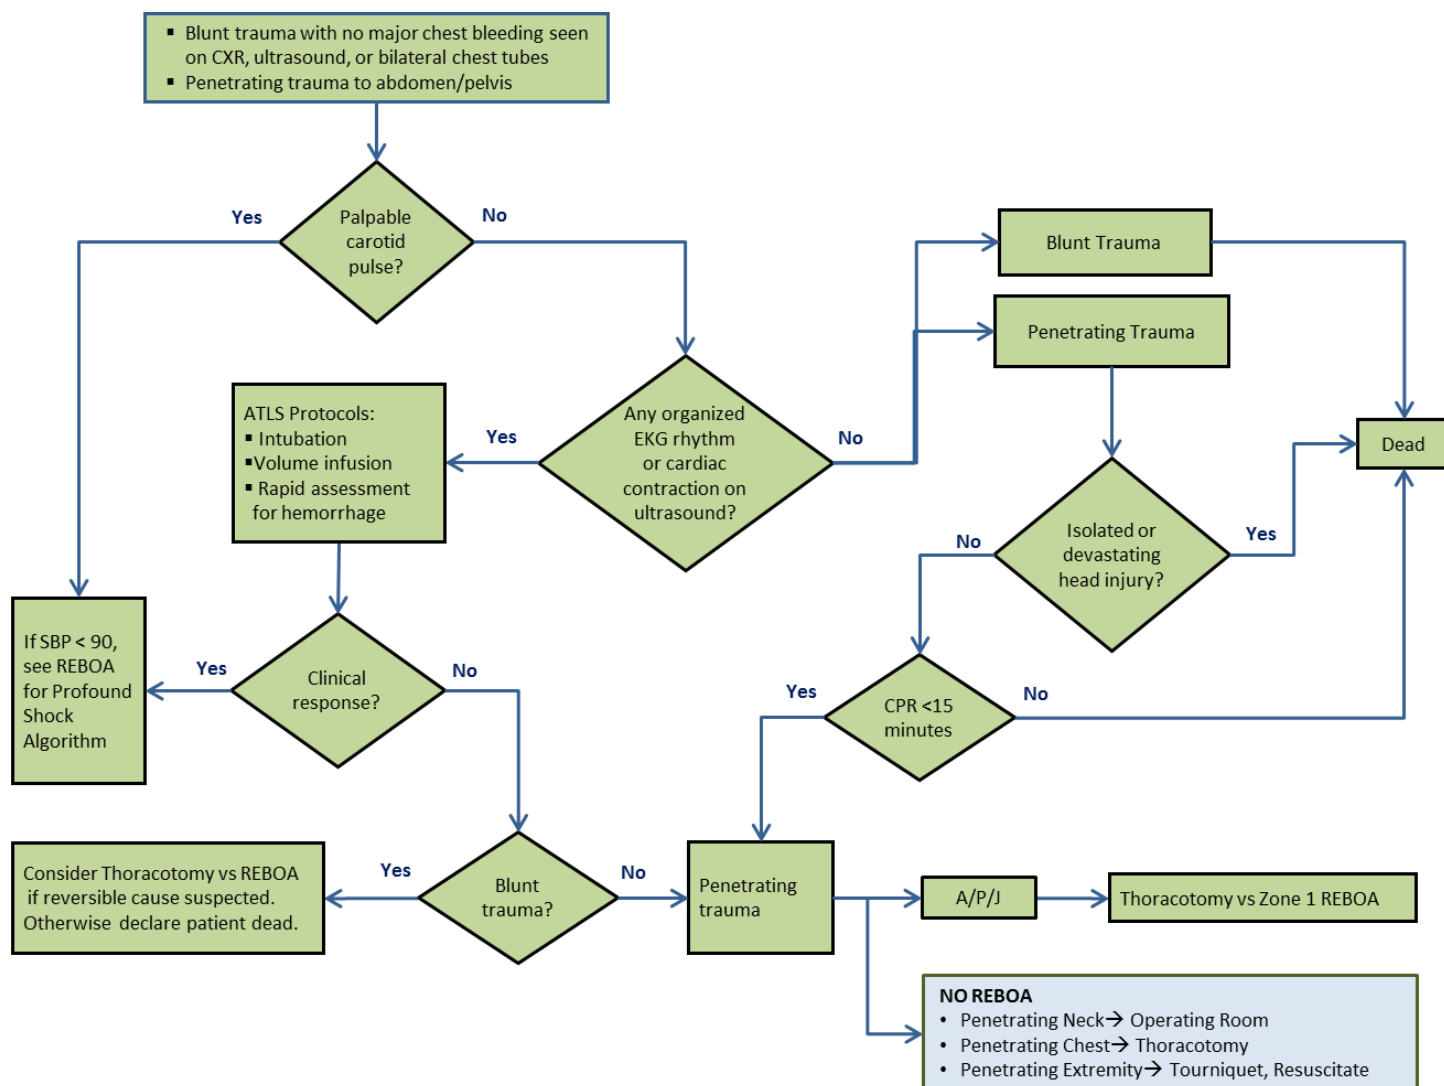 ▪ Blunt trauma with no major chest bleeding seen
on CXR, ultrasound, or bilateral chest tubes
▪ Penetrating trauma to abdomen/pelvis
Yes
Palpable
carotid
pulse?
No
Blunt Trauma
Penetrating Trauma
ATLS Protocols:
▪ Intubation
▪Volume infusion
▪ Rapid assessment
for hemorrhage
Yes
Any organized
EKG rhythm
or cardiac
contraction on
ultrasound?
No
Dead
No
Isolated or
devastating
head injury?
Yes
If SBP < 90,
see REBOA
for Profound
Shock
Algorithm
Yes
Clinical
response?
No
Yes
CPR <15
minutes
No
Consider Thoracotomy vs REBOA
if reversible cause suspected.
Otherwise declare patient dead.
Yes
Blunt
trauma?
No
Penetrating
trauma
A/P/J
Thoracotomy vs Zone 1 REBOA
NO REBOA
• Penetrating Neck→ Operating Room
• Penetrating Chest→ Thoracotomy
• Penetrating Extremity→ Tourniquet, Resuscitate